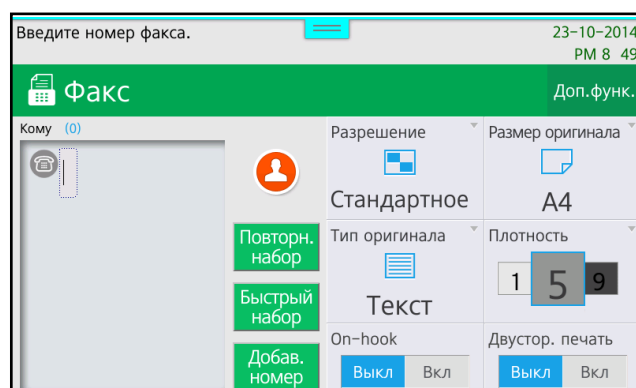 Введите номер факса.
23-10-2014
PM 8 49
Факс
Доп.функ.
Кому (0)
Повторн.
набор
Быстрый
набор
Добав.
номер
Разрешение
Стандартное
Размер оригинала
A4
Тип оригинала
Текст
Плотность
1 5 9
On-hook
Выкл Вкл
Двустор. печать
Выкл Вкл